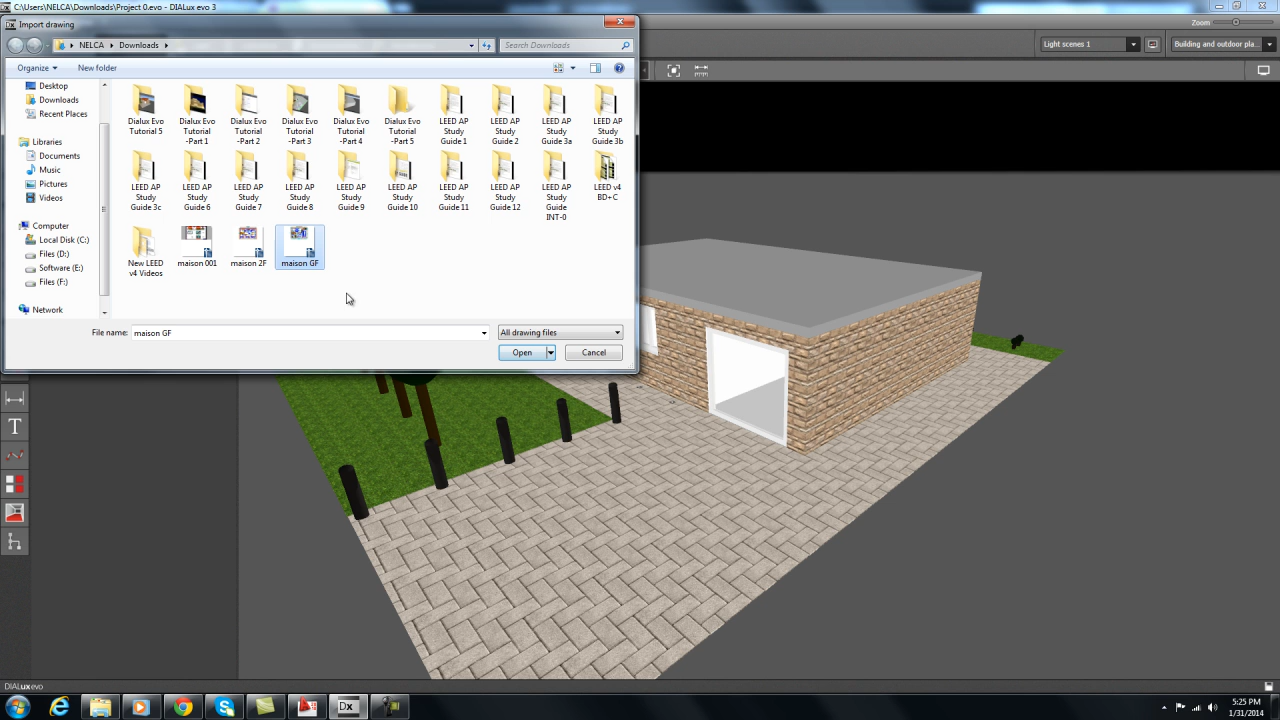 C:\Users\NELCA\Downloads\Project 0.evo - DIALux evo 3
Dx Import drawing
Zoom
NELCA Downloads
Search Downloads
Light scenes 1
Building and outdoor pla...
Organize
New folder
Desktop
Downloads
Recent Places
Libraries
Documents
Music
Pictures
Videos
Computer
Local Disk (C:)
Files (D:)
Software (E:)
Files (F:)
Network
Dialux Evo
Tutorial 5
Dialux Evo
Tutorial
-Part 1
Dialux Evo
Tutorial
-Part 2
Dialux Evo
Tutorial
-Part 3
Dialux Evo
Tutorial
-Part 4
Dialux Evo
Tutorial
-Part 5
LEED AP
Study
Guide 1
LEED AP
Study
Guide 2
LEED AP
Study
Guide 3a
LEED AP
Study
Guide 3b
LEED AP
Study
Guide 3c
LEED AP
Study
Guide 6
LEED AP
Study
Guide 7
LEED AP
Study
Guide 8
LEED AP
Study
Guide 9
LEED AP
Study
Guide 10
LEED AP
Study
Guide 11
LEED AP
Study
Guide 12
LEED AP
Study
Guide
INT-0
LEED v4
BD+C
New LEED
v4 Videos
maison 001
maison 2F
maison GF
File name: maison GF
All drawing files
Open
Cancel
T
DIALux evo
Dx
5:25 PM
1/31/2014